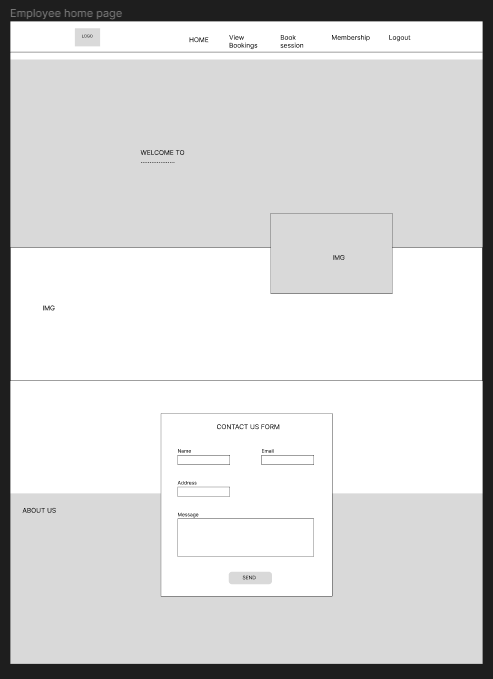 Employee home page
LOGO
HOME
View
Bookings
Book
session
Membership
Logout
WELCOME TO
..................
IMG
IMG
CONTACT US FORM
Name
Email
Address
Message
SEND
ABOUT US